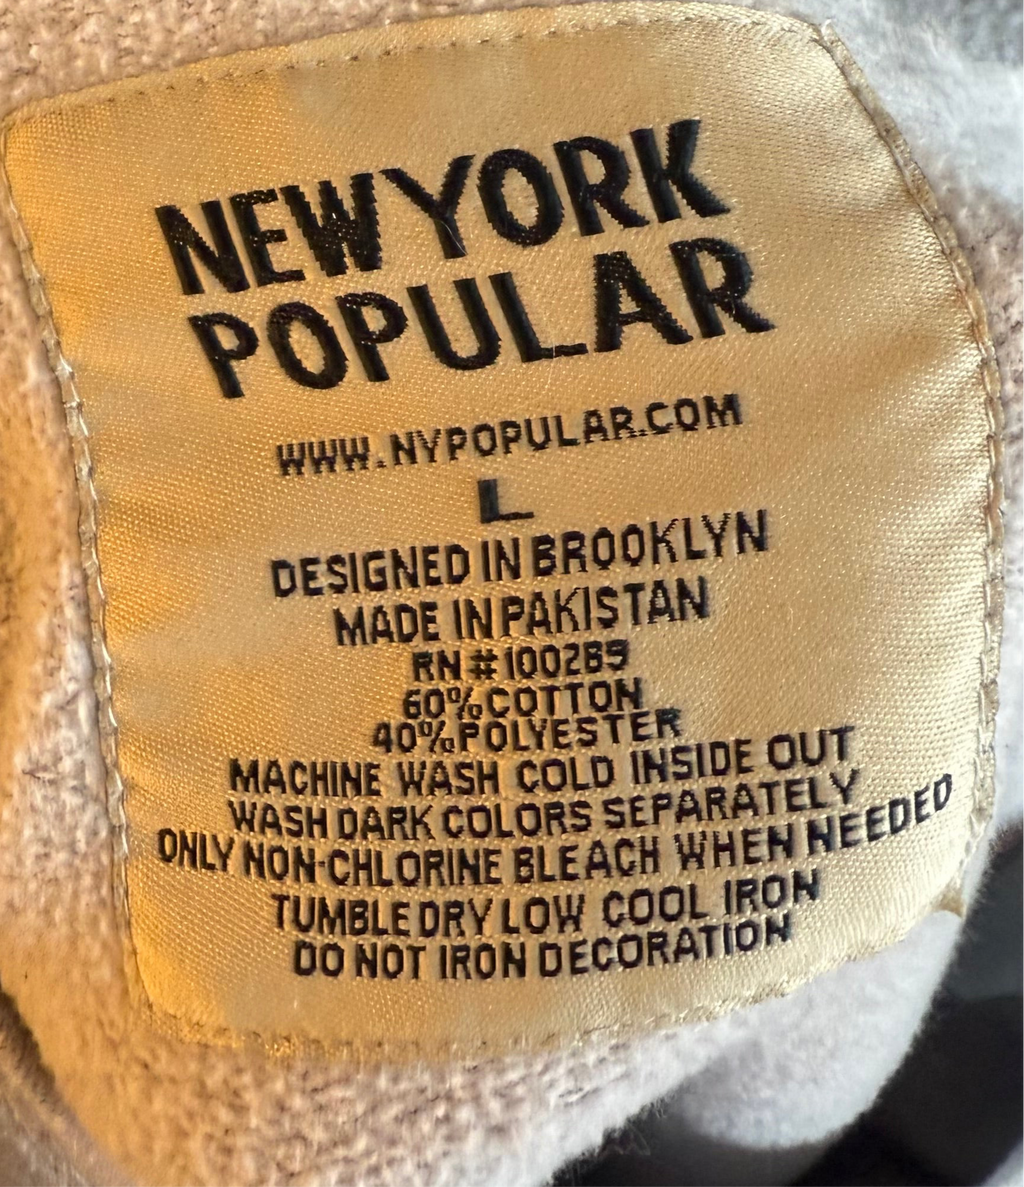 NEW YORK
POPULAR
WWW.NYPOPULAR.COM
L
DESIGNED IN BROOKLYN
MADE IN PAKISTAN
RN #100289
60% COTTON
40% POLYESTER
MACHINE WASH COLD INSIDE OUT
WASH DARK COLORS SEPARATELY
ONLY NON-CHLORINE BLEACH WHEN NEEDED
TUMBLE DRY LOW COOL IRON
DO NOT IRON DECORATION